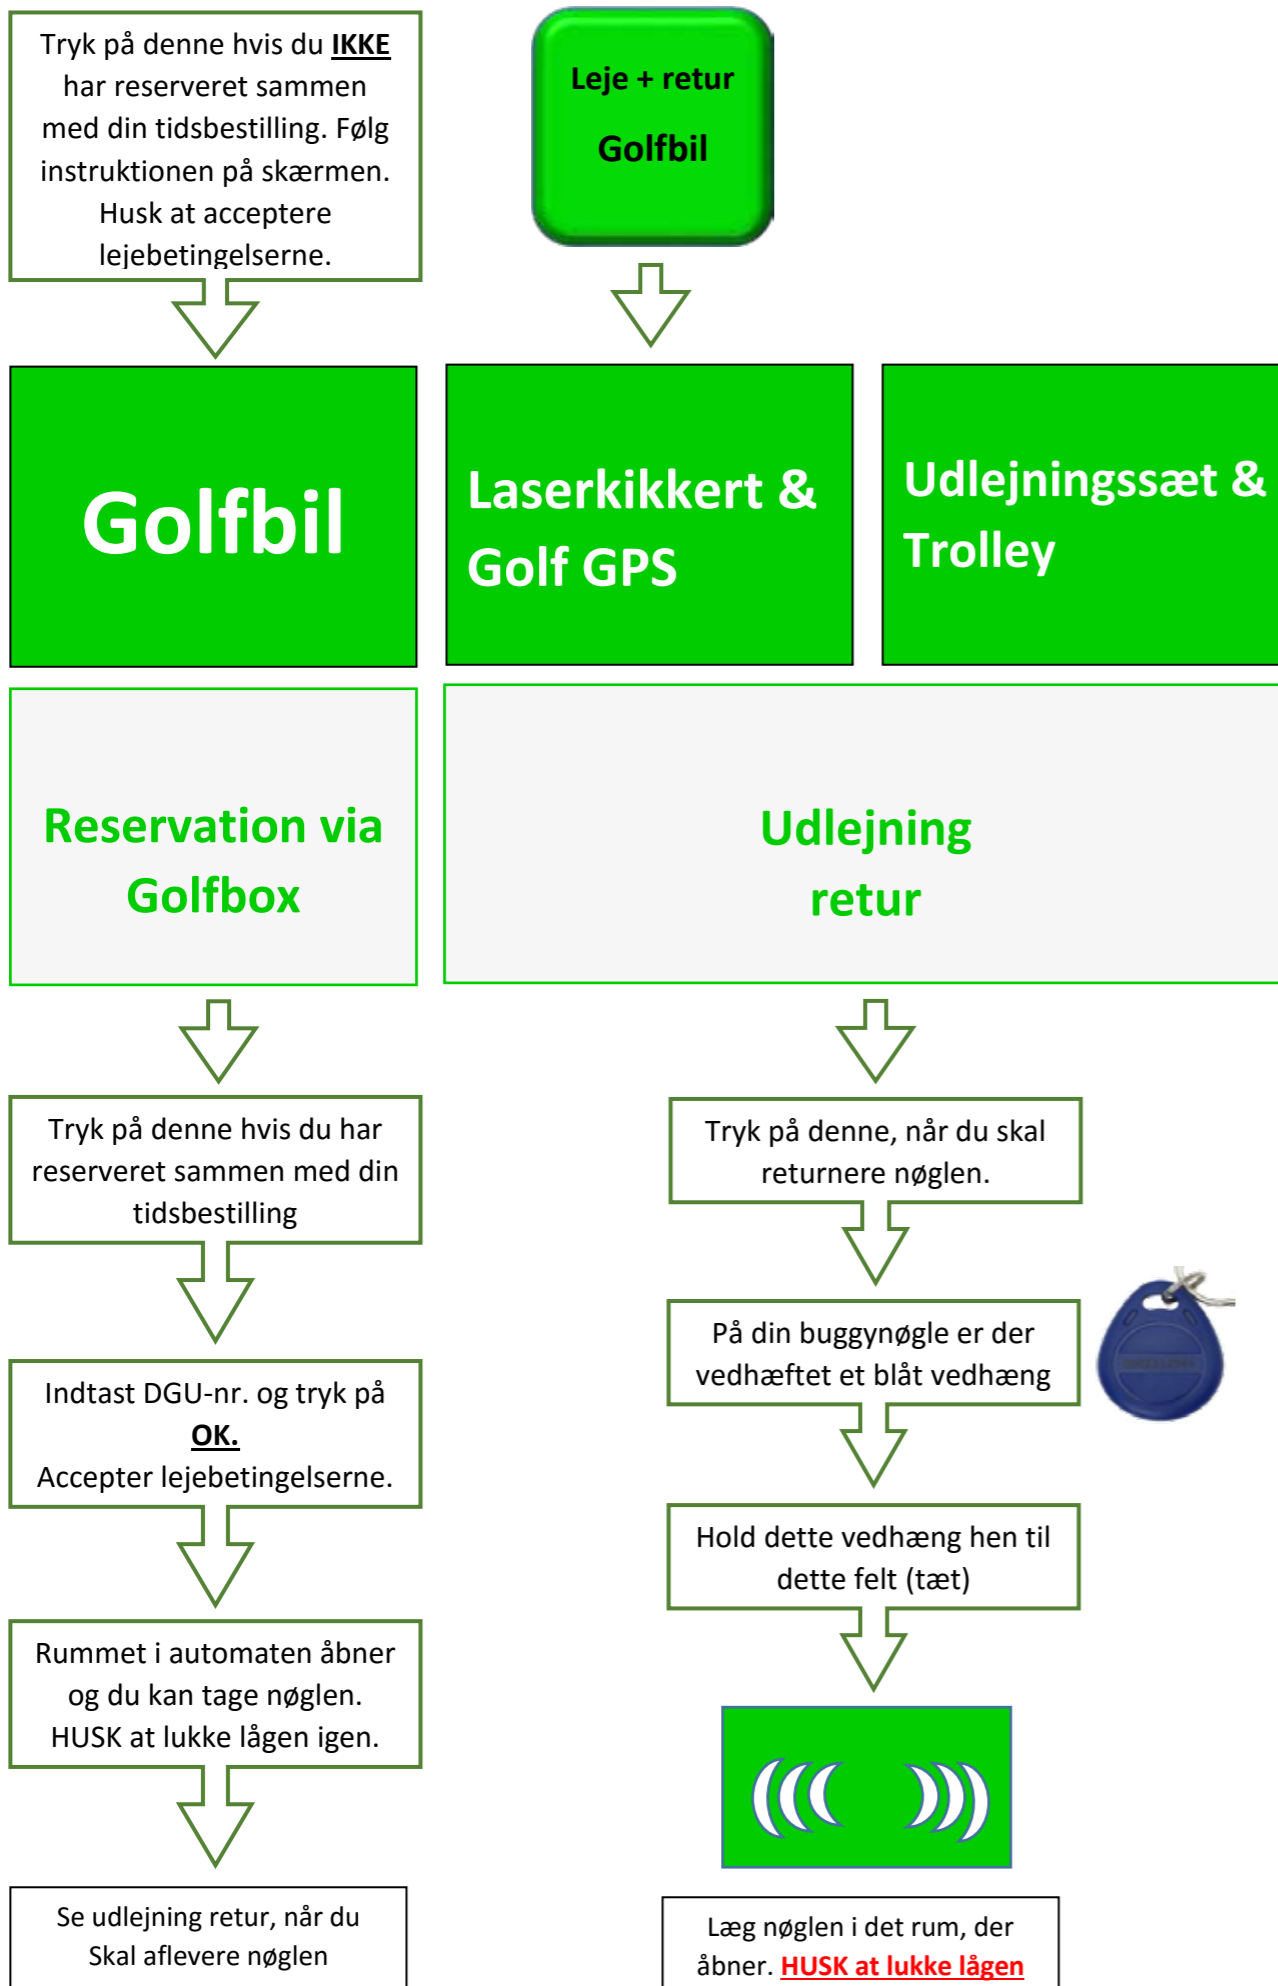 Tryk på denne hvis du IKKE
har reserveret sammen
med din tidsbestilling. Følg
instruktionen på skærmen.
Husk at acceptere
lejebetingelserne.
Leje + retur
Golfbil
Golfbil
Laserkikkert &
Golf GPS
Udlejningssæt &
Trolley
Reservation via
Golfbox
Udlejning
retur
Tryk på denne hvis du har
reserveret sammen med din
tidsbestilling
Indtast DGU-nr. og tryk på
OK.
Accepter lejebetingelserne.
Rummet i automaten åbner
og du kan tage nøglen.
HUSK at lukke lågen igen.
Se udlejning retur, når du
Skal aflevere nøglen
Tryk på denne, når du skal
returnere nøglen.
På din buggynøgle er der
vedhæftet et blåt vedhæng
Hold dette vedhæng hen til
dette felt (tæt)
Læg nøglen i det rum, der
åbner. HUSK at lukke lågen